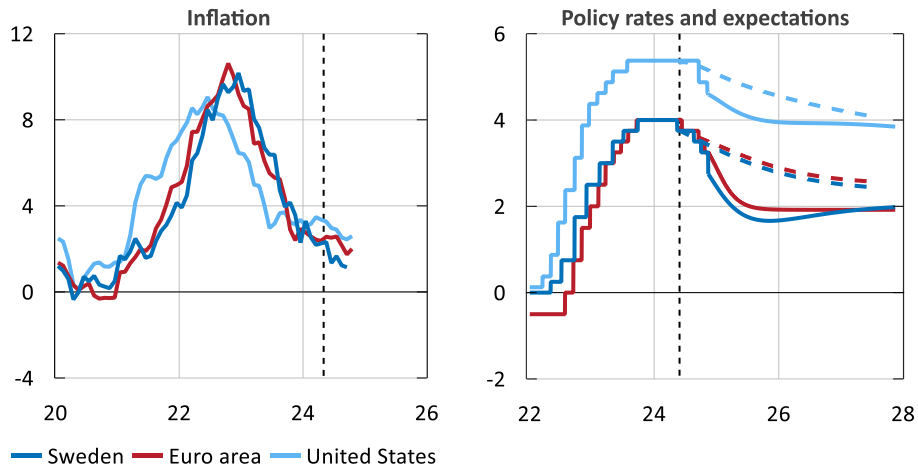 Inflation
12
8
4
0
-4
20 22 24 26
Policy rates and expectations
6
4
2
0
-2
22 24 26 28
Sweden Euro area United States